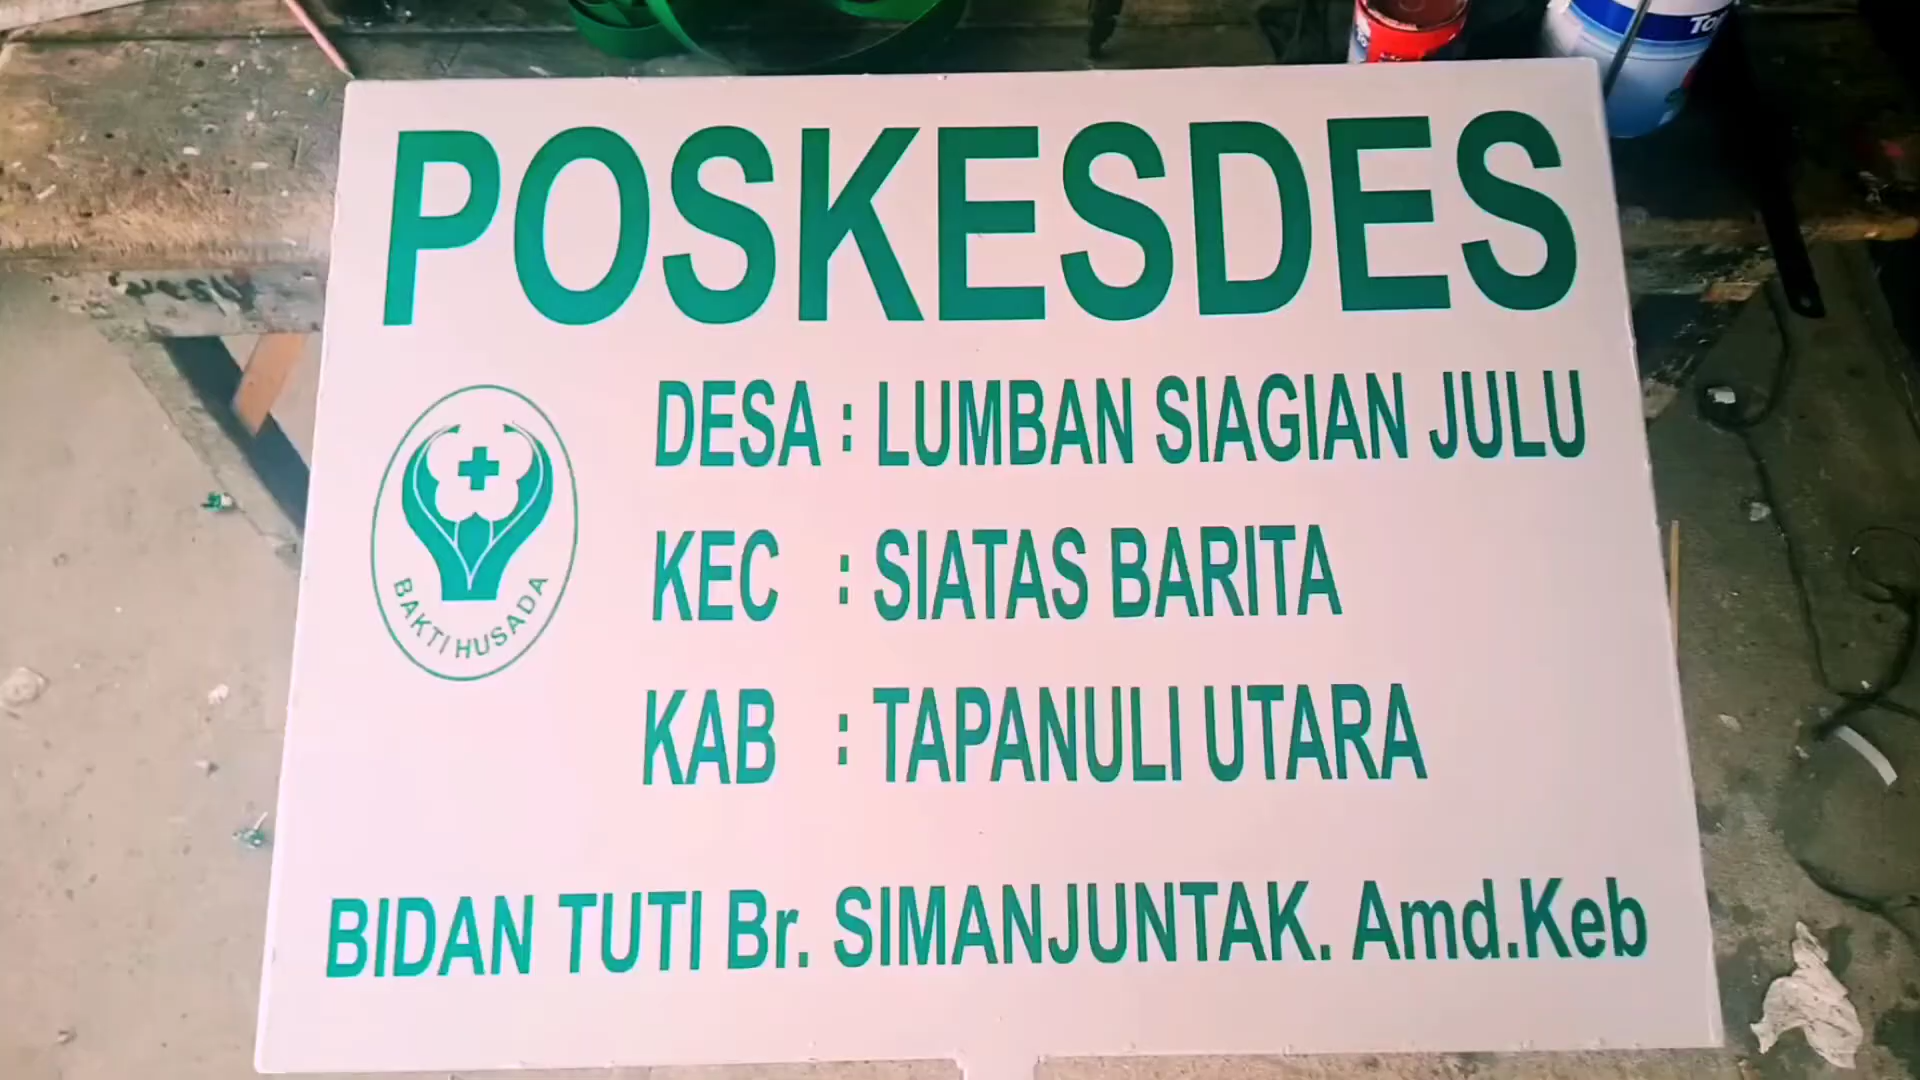 POSKESDES
DESA : LUMBAN SIAGIAN JULU
KEC : SIATAS BARITA
KAB : TAPANULI UTARA
BAKTI HUSADA
BIDAN TUTI Br. SIMANJUNTAK. Amd.Keb